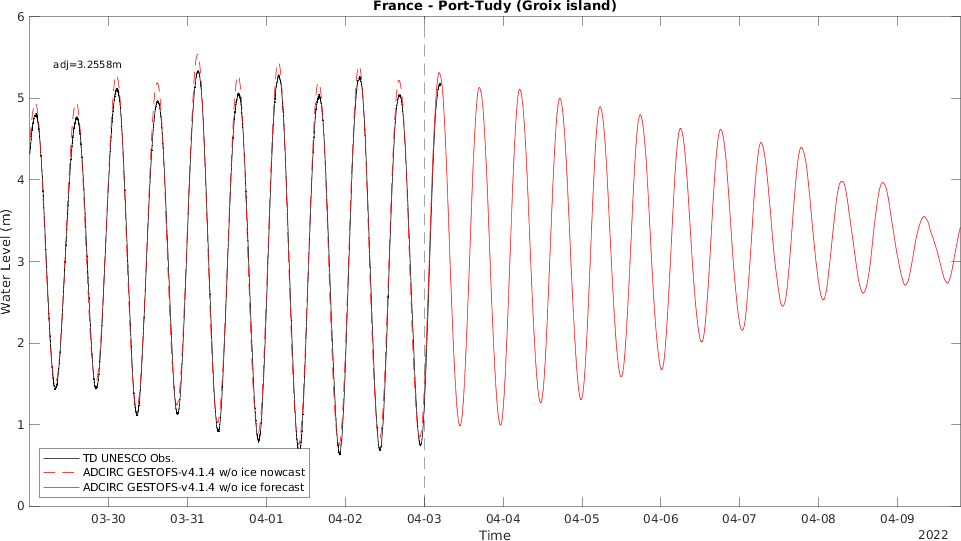 France - Port-Tudy (Groix island)
adj=3.2558m
Water Level (m)
6
5
4
3
2
1
0
TD UNESCO Obs.
ADCIRC GESTOFS-v4.1.4 w/o ice nowcast
ADCIRC GESTOFS-v4.1.4 w/o ice forecast
03-30 03-31 04-01 04-02 04-03 04-04 04-05 04-06 04-07 04-08 04-09
Time
2022